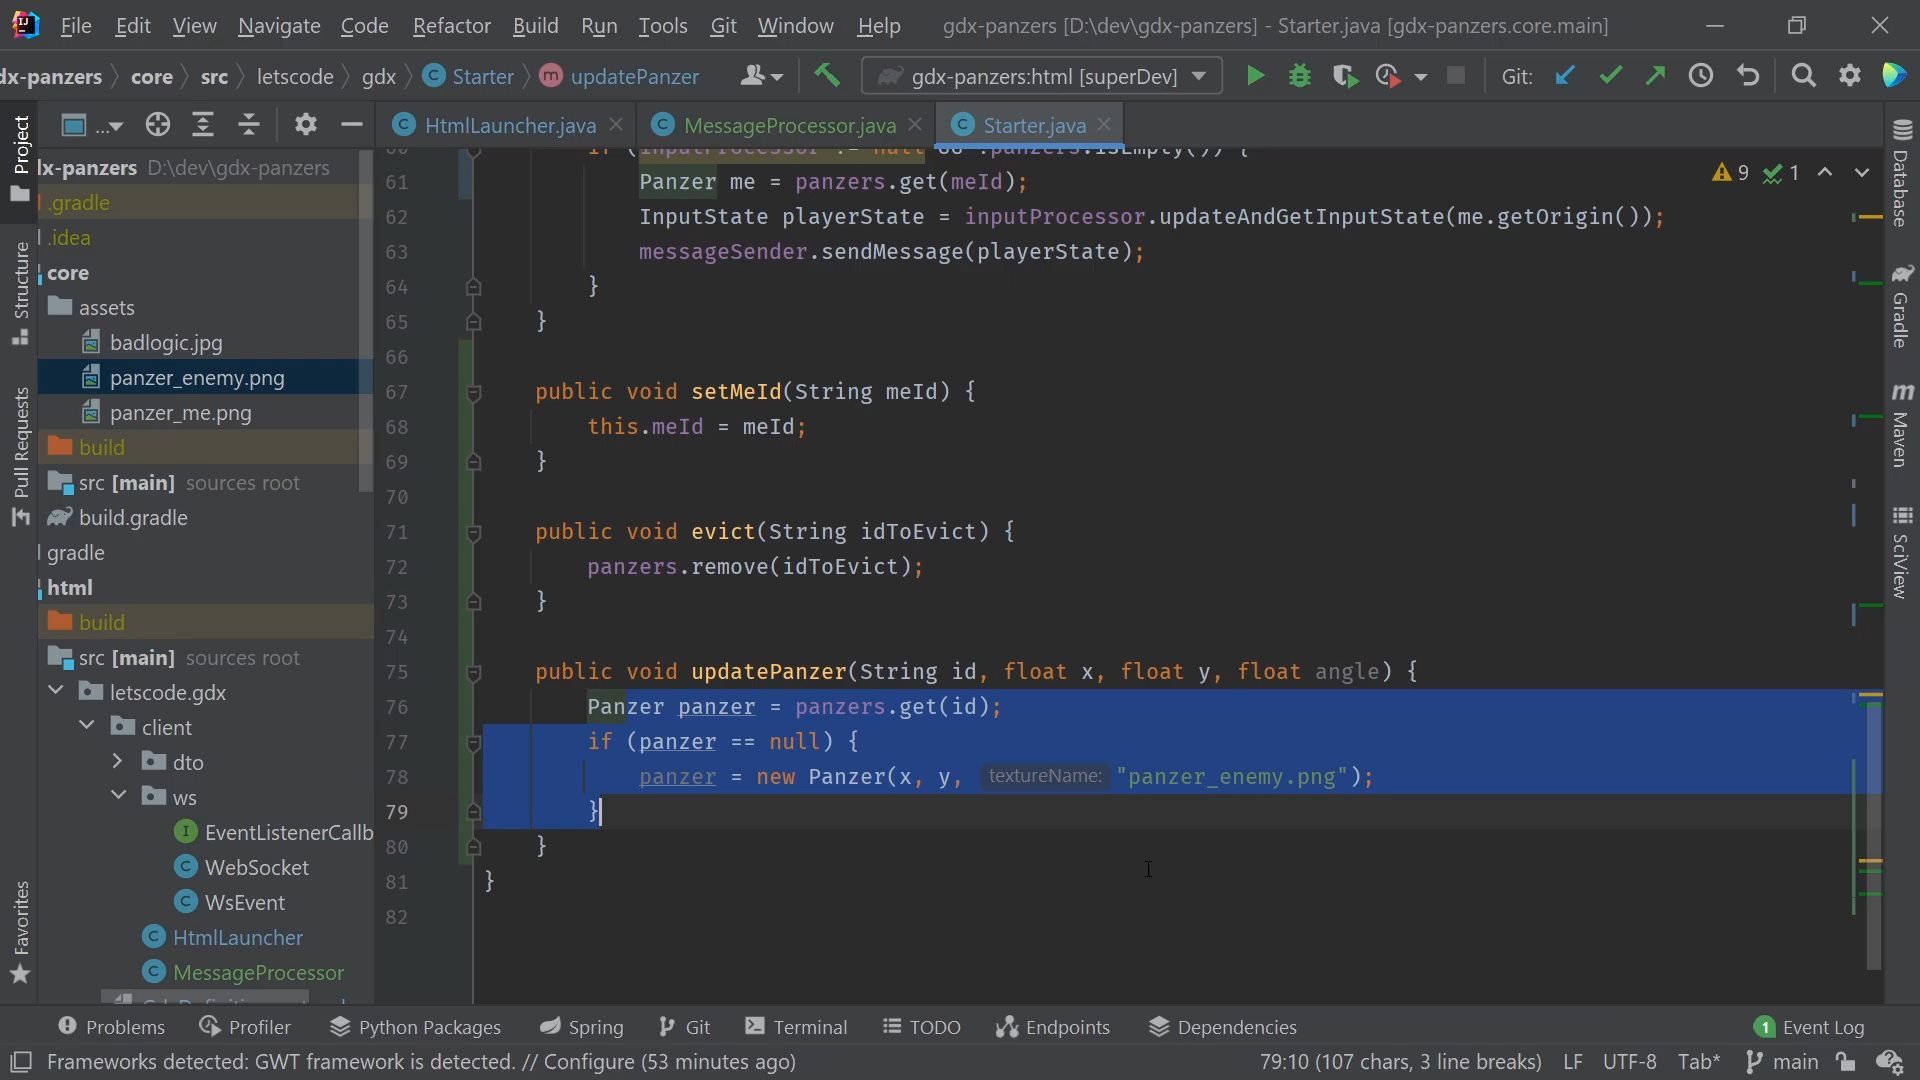 File Edit View Navigate Code Refactor Build Run Tools Git Window Help gdx-panzers [D:\dev\gdx-panzers] - Starter.java [gdx-panzers.core.main]
dx-panzers core src letscode gdx Starter updatePanzer gdx-panzers:html [superDev] Git:
... HtmlLauncher.java MessageProcessor.java Starter.java
Project
Structure
Pull Requests
Favorites
dx-panzers D:\dev\gdx-panzers
.gradle
.idea
core
assets
badlogic.jpg
panzer_enemy.png
panzer_me.png
build
src [main] sources root
build.gradle
gradle
html
build
src [main] sources root
letscode.gdx
client
dto
ws
EventListenerCallb
WebSocket
WsEvent
HtmlLauncher
MessageProcessor
60 if (inputProcessor != null && !panzers.isEmpty()) {
61 Panzer me = panzers.get(meId);
62 InputState playerState = inputProcessor.updateAndGetInputState(me.getOrigin());
63 messageSender.sendMessage(playerState);
64 }
65 }
66
67 public void setMeId(String meId) {
68 this.meId = meId;
69 }
70
71 public void evict(String idToEvict) {
72 panzers.remove(idToEvict);
73 }
74
75 public void updatePanzer(String id, float x, float y, float angle) {
76 Panzer panzer = panzers.get(id);
77 if (panzer == null) {
78 panzer = new Panzer(x, y, textureName: "panzer_enemy.png");
79 }
80 }
81 }
82
9 1
Database
Gradle
Maven
SciView
Problems Profiler Python Packages Spring Git Terminal TODO Endpoints Dependencies 1 Event Log
Frameworks detected: GWT framework is detected. // Configure (53 minutes ago) 79:10 (107 chars, 3 line breaks) LF UTF-8 Tab* main